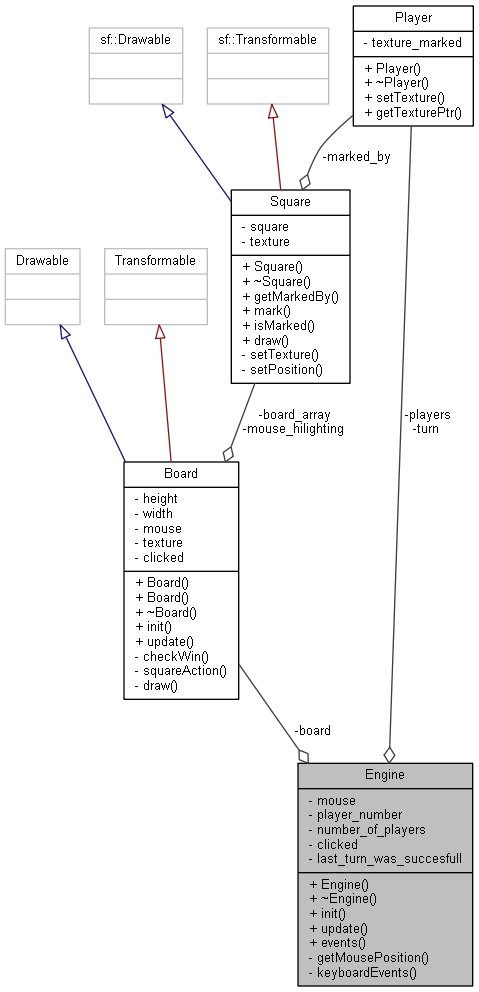 Player
- texture_marked
+ Player()
+ ~Player()
+ setTexture()
+ getTexturePtr()
sf::Drawable
sf::Transformable
-marked_by
Square
- square
- texture
+ Square()
+ ~Square()
+ getMarkedBy()
+ mark()
+ isMarked()
+ draw()
- setTexture()
- setPosition()
Drawable
Transformable
-board_array
-mouse_hilighting
-players
-turn
Board
- height
- width
- mouse
- texture
- clicked
+ Board()
+ Board()
+ ~Board()
+ init()
+ update()
- checkWin()
- squareAction()
- draw()
-board
Engine
- mouse
- player_number
- number_of_players
- clicked
- last_turn_was_succesfull
+ Engine()
+ ~Engine()
+ init()
+ update()
+ events()
- getMousePosition()
- keyboardEvents()